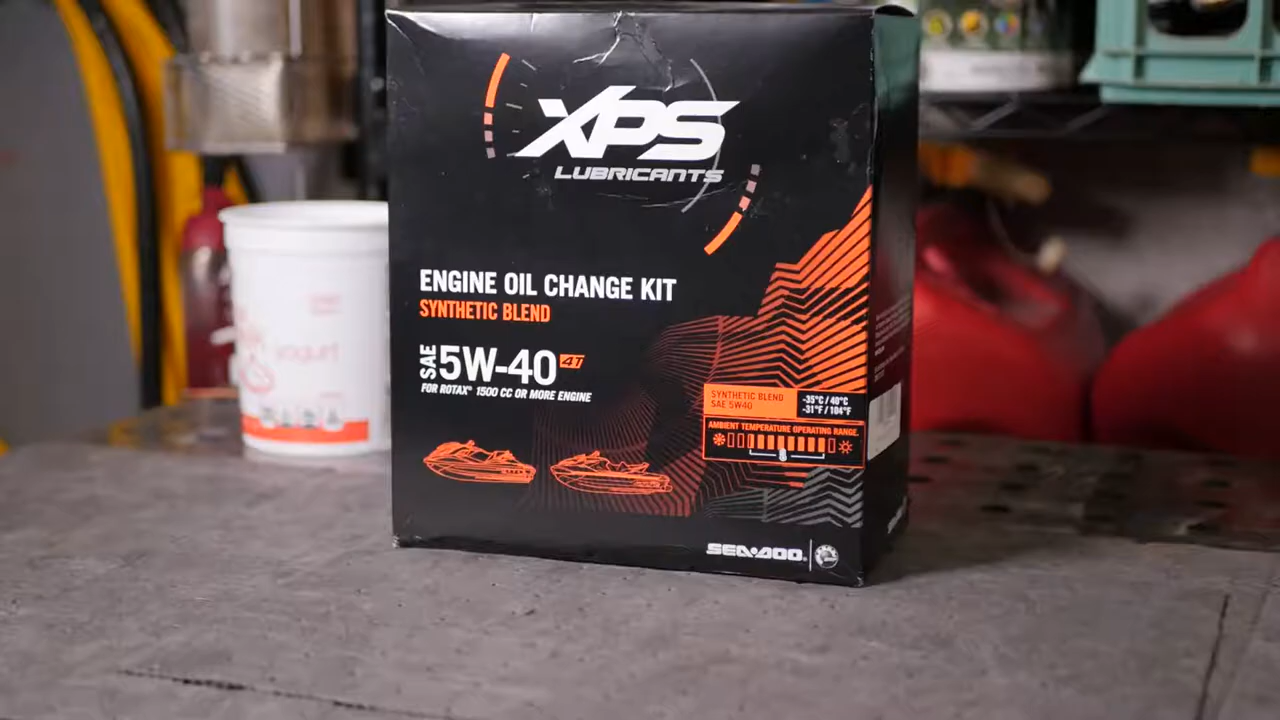 XPS
LUBRICANTS
ENGINE OIL CHANGE KIT
SYNTHETIC BLEND
SAE 5W-40 4T
FOR ROTAX® 1500 CC OR MORE ENGINE
SYNTHETIC BLEND
SAE 5W40
-35°C / 40°C
-31°F / 104°F
AMBIENT TEMPERATURE OPERATING RANGE.
SEA-DOO
yogurt